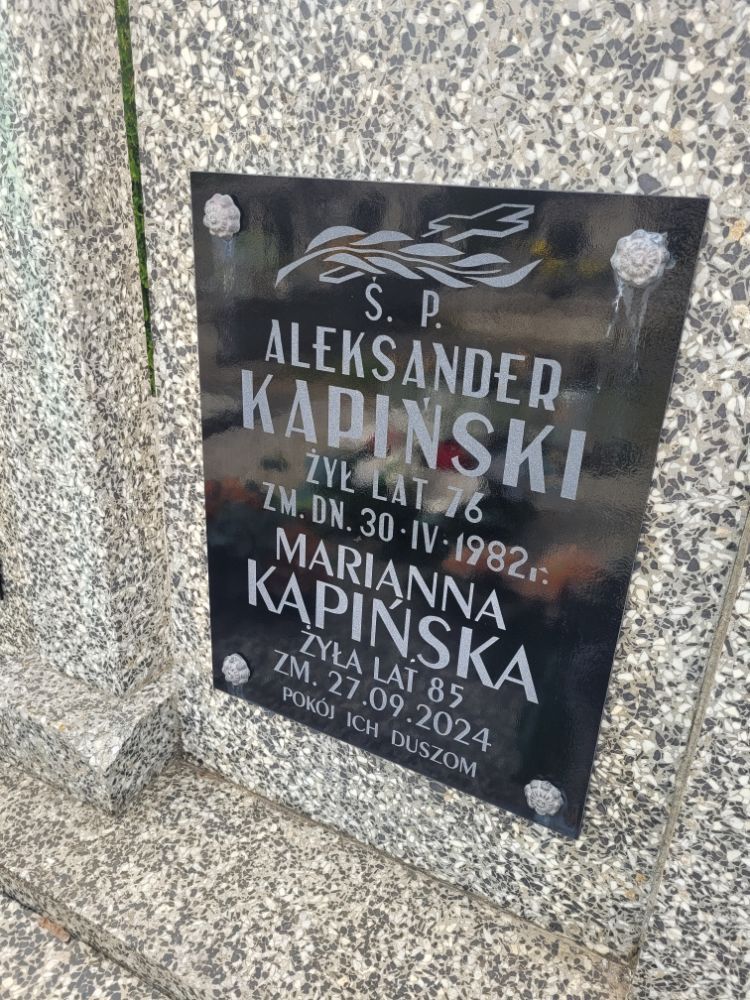 Ś. P.
ALEKSANDER
KĄPIŃSKI
ŻYŁ LAT 76
ZM. DN. 30·IV·1982r.
MARIANNA
KĄPIŃSKA
ŻYŁA LAT 85
ZM. 27.09.2024
POKÓJ ICH DUSZOM